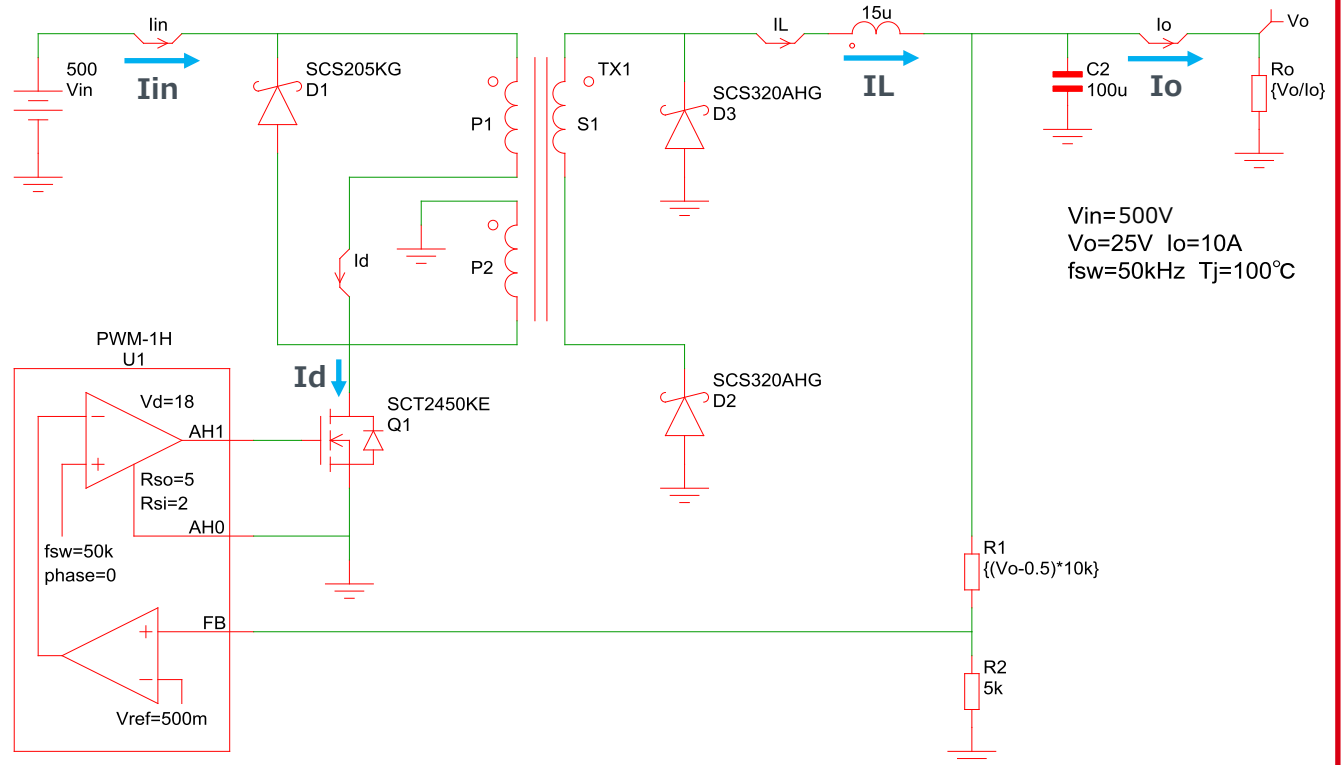 Iin
Iin
500
Vin
SCS205KG
D1
P1
TX1
S1
SCS320AHG
D3
IL
15u
IL
Io
Io
Vo
C2
100u
Ro
{Vo/Io}
Vin=500V
Vo=25V Io=10A
fsw=50kHz Tj=100℃
Id
P2
Id
SCS320AHG
D2
SCT2450KE
Q1
PWM-1H
U1
Vd=18
AH1
Rso=5
Rsi=2
AH0
fsw=50k
phase=0
FB
Vref=500m
R1
{(Vo-0.5)*10k}
R2
5k